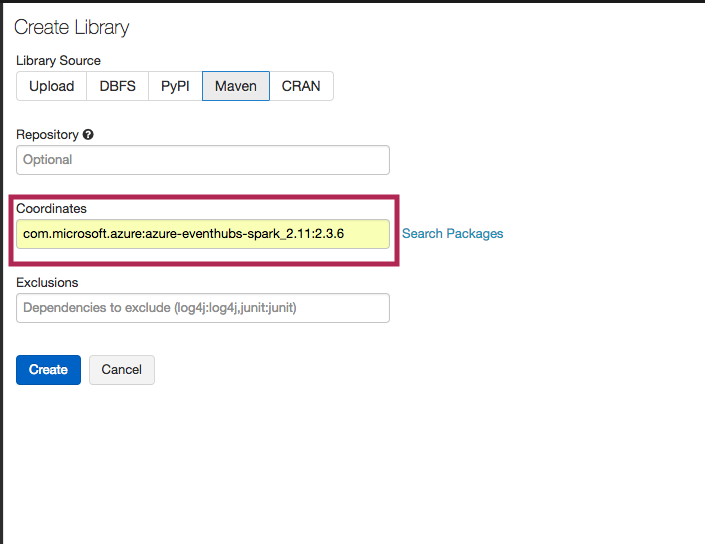 Create Library
Library Source
Upload DBFS PyPI Maven CRAN
Repository
Optional
Coordinates
com.microsoft.azure:azure-eventhubs-spark_2.11:2.3.6 Search Packages
Exclusions
Dependencies to exclude (log4j:log4j,junit:junit)
Create Cancel